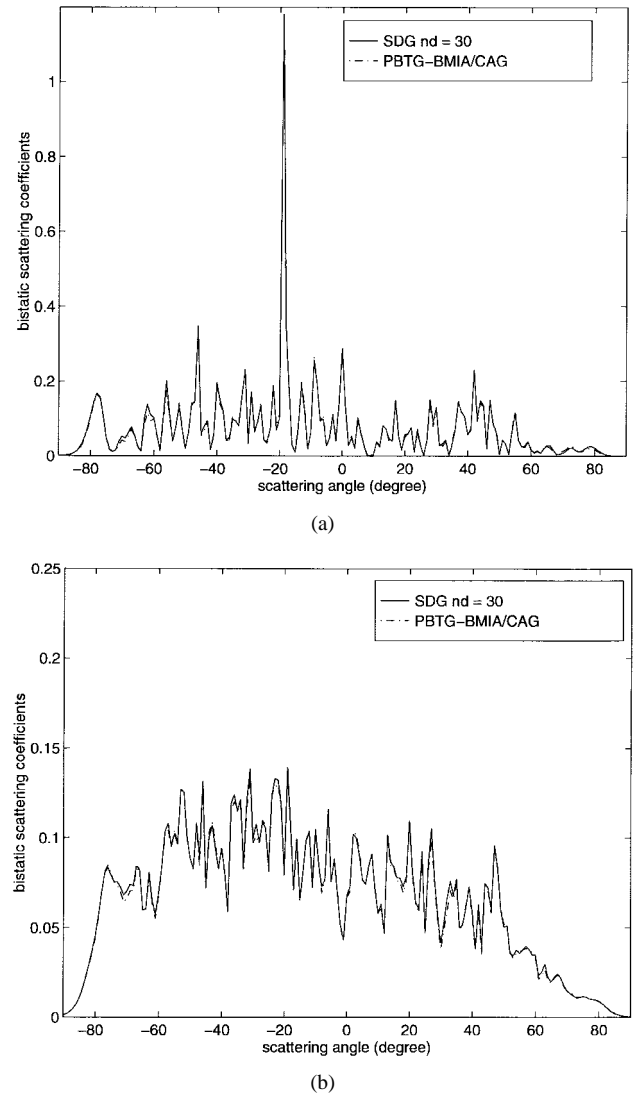 SDG nd = 30
PBTG-BMIA/CAG
1
0.8
0.6
0.4
0.2
0
bistatic scattering coefficients
-80 -60 -40 -20 0 20 40 60 80
scattering angle (degree)
(a)
0.25
SDG nd = 30
PBTG-BMIA/CAG
0.2
0.15
0.1
0.05
0
bistatic scattering coefficients
-80 -60 -40 -20 0 20 40 60 80
scattering angle (degree)
(b)